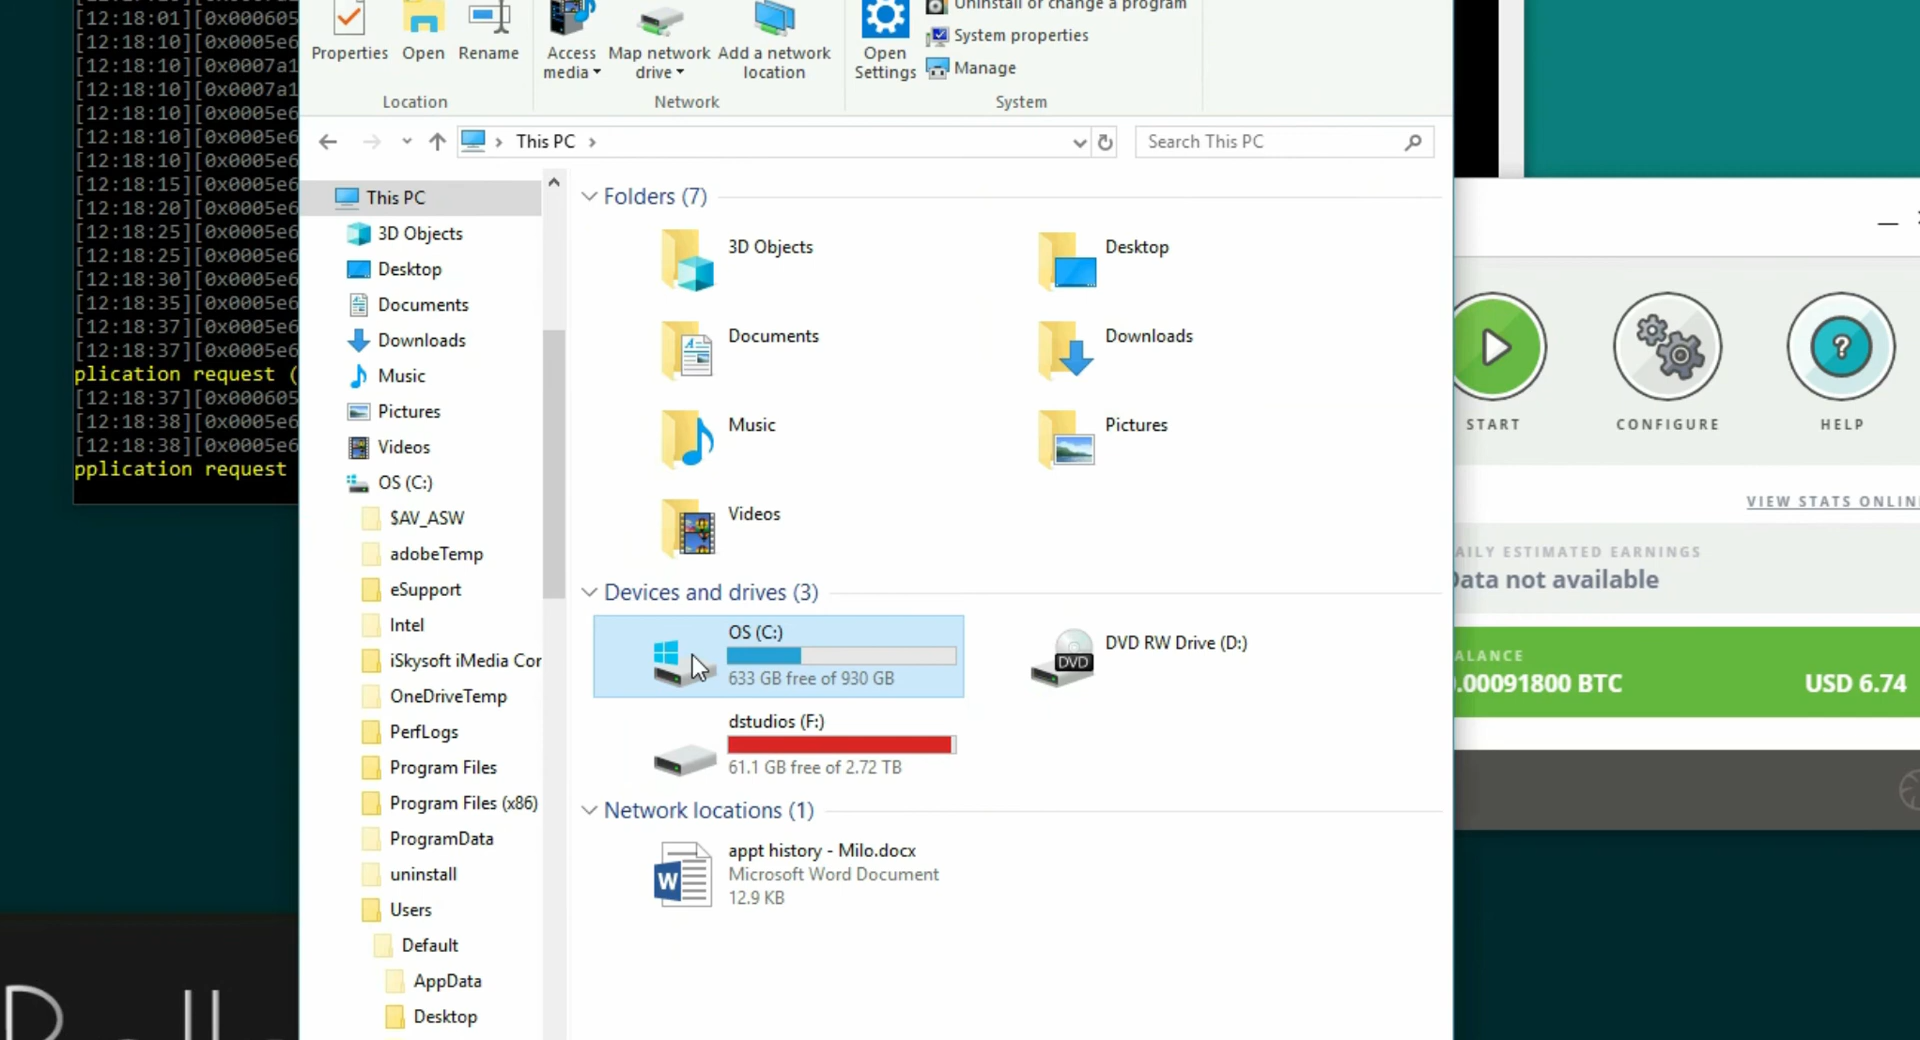 [12:18:01][0x000605
[12:18:10][0x0005e6
[12:18:10][0x0007a1
[12:18:10][0x0007a1
[12:18:10][0x0005e6
[12:18:10][0x0005e6
[12:18:10][0x0005e6
[12:18:15][0x0005e6
[12:18:20][0x0005e6
[12:18:25][0x0005e6
[12:18:25][0x0005e6
[12:18:30][0x0005e6
[12:18:35][0x0005e6
[12:18:37][0x0005e6
[12:18:37][0x0005e6
plication request (
[12:18:37][0x000605
[12:18:38][0x0005e6
[12:18:38][0x0005e6
pplication request
Properties
Open
Rename
Location
Access
media
Map network
drive
Add a network
location
Network
Open
Settings
Uninstall or change a program
System properties
Manage
System
This PC
Search This PC
This PC
3D Objects
Desktop
Documents
Downloads
Music
Pictures
Videos
OS (C:)
$AV_ASW
adobeTemp
eSupport
Intel
iSkysoft iMedia Cor
OneDriveTemp
PerfLogs
Program Files
Program Files (x86)
ProgramData
uninstall
Users
Default
AppData
Desktop
Folders (7)
3D Objects
Desktop
Documents
Downloads
Music
Pictures
Videos
Devices and drives (3)
OS (C:)
633 GB free of 930 GB
DVD RW Drive (D:)
DVD
dstudios (F:)
61.1 GB free of 2.72 TB
Network locations (1)
appt history - Milo.docx
Microsoft Word Document
12.9 KB
START
CONFIGURE
HELP
VIEW STATS ONLIN
AILY ESTIMATED EARNINGS
Data not available
ALANCE
.00091800 BTC
USD 6.74